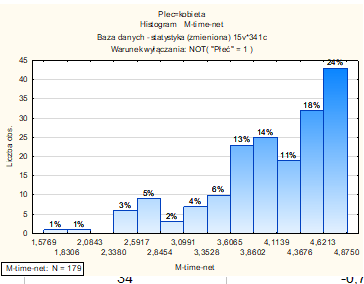 Plec=kobieta
Histogram M-time-net
Baza danych - statystyka (zmieniona) 15v*341c
Warunek wyłączania: NOT( "Płeć" = 1 )
Liczba obs.
45
40
35
30
25
20
15
10
5
0
1% 1% 3% 5% 2% 4% 6% 13% 14% 11% 18% 24%
1,5769 2,0843 2,5917 3,0991 3,6065 4,1139 4,6213
1,8306 2,3380 2,8454 3,3528 3,8602 4,3676 4,8750
M-time-net
M-time-net: N = 179
34